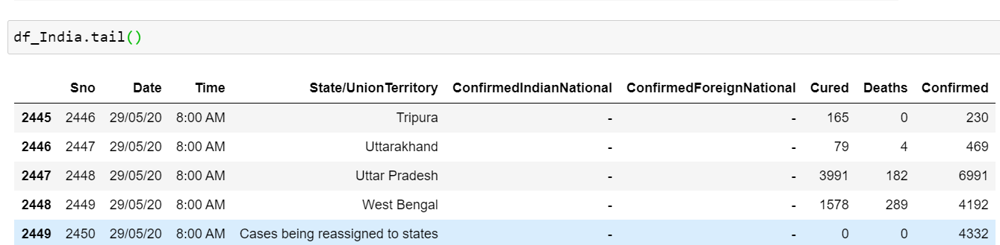 df_India.tail()
Sno Date Time State/UnionTerritory ConfirmedIndianNational ConfirmedForeignNational Cured Deaths Confirmed
2445 2446 29/05/20 8:00 AM Tripura - - 165 0 230
2446 2447 29/05/20 8:00 AM Uttarakhand - - 79 4 469
2447 2448 29/05/20 8:00 AM Uttar Pradesh - - 3991 182 6991
2448 2449 29/05/20 8:00 AM West Bengal - - 1578 289 4192
2449 2450 29/05/20 8:00 AM Cases being reassigned to states - - 0 0 4332